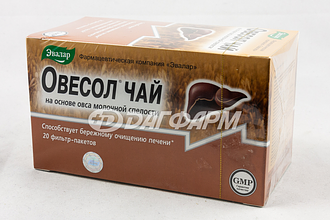 Эвалар
Фармацевтическая компания «Эвалар»
ОВЕСОЛ ЧАЙ
на основе овса молочной спелости
ДАГФАРМ
Способствует бережному очищению печени*
20 фильтр-пакетов
GMP